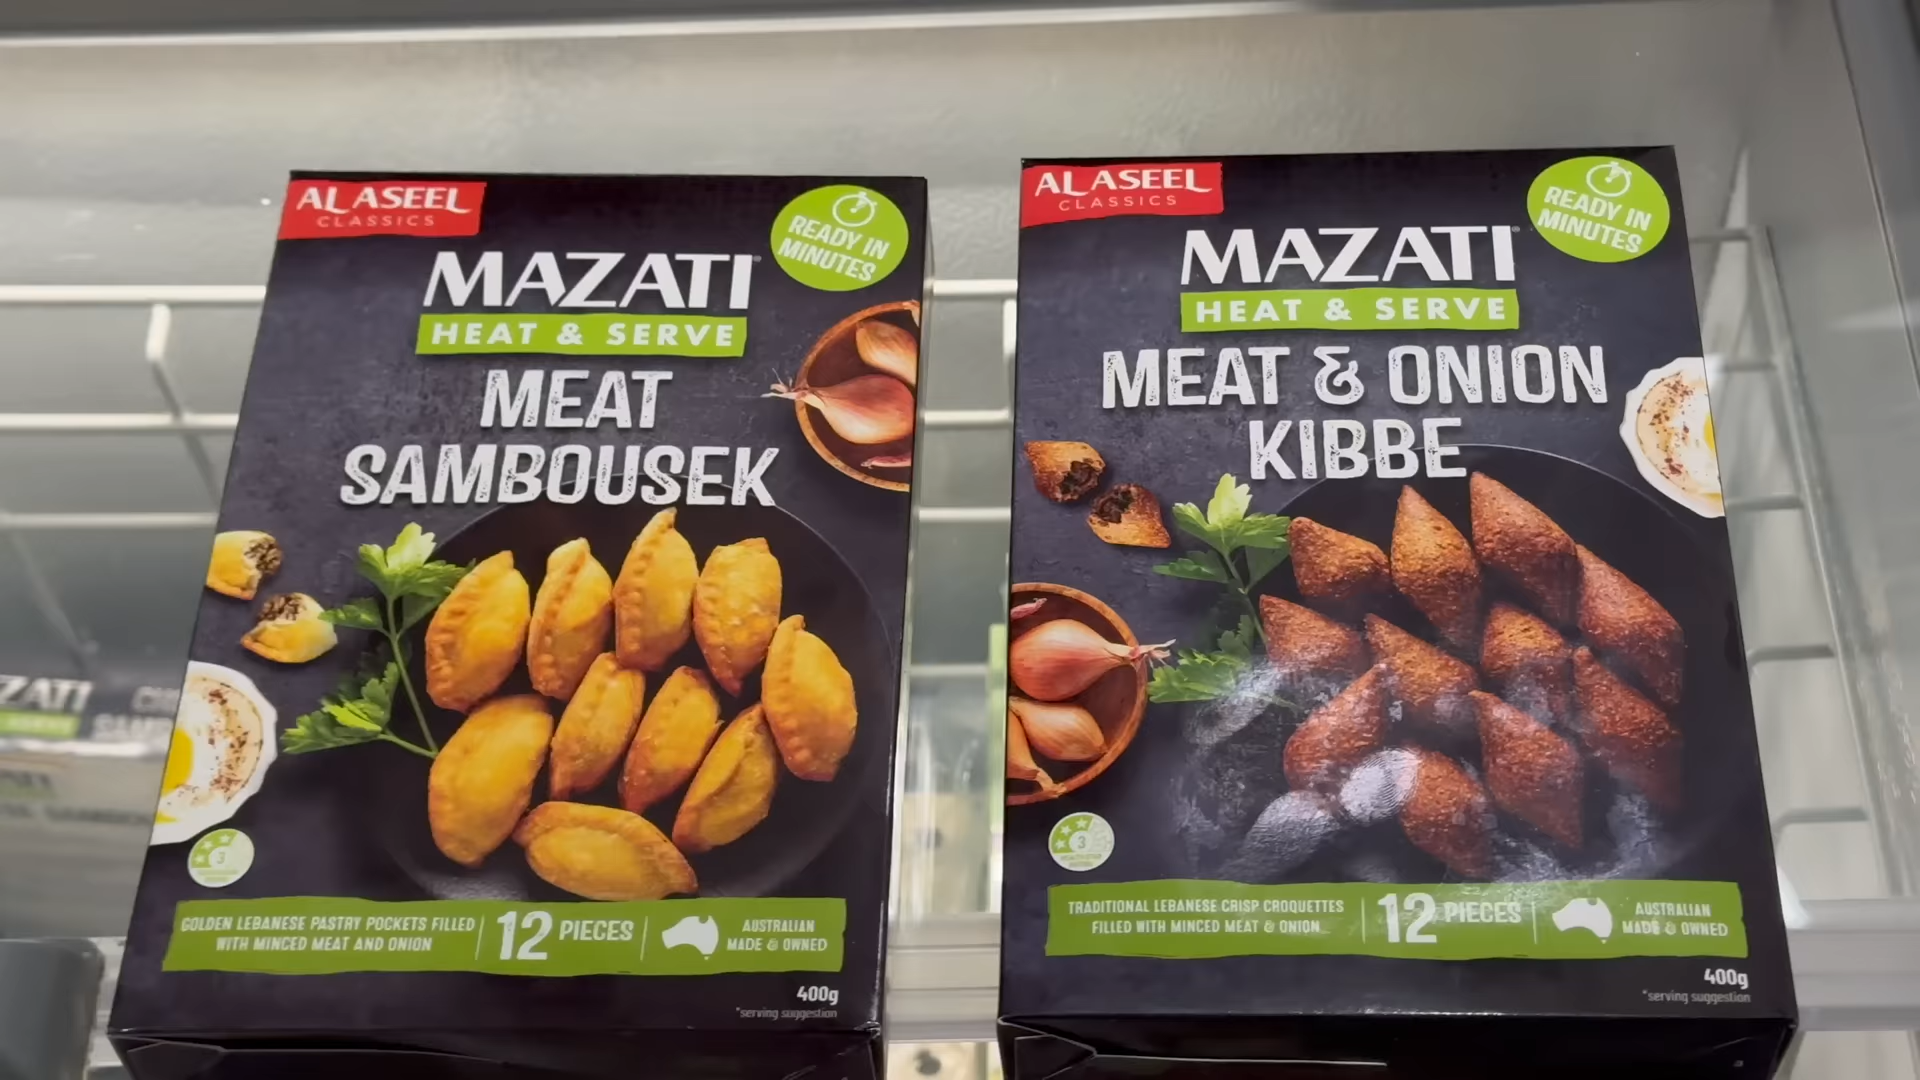 AL ASEEL
CLASSICS
READY IN
MINUTES
MAZATI
HEAT & SERVE
MEAT
SAMBOUSEK
3
GOLDEN LEBANESE PASTRY POCKETS FILLED
WITH MINCED MEAT AND ONION
12 PIECES
AUSTRALIAN
MADE & OWNED
400g
*serving suggestion
AL ASEEL
CLASSICS
READY IN
MINUTES
MAZATI
HEAT & SERVE
MEAT & ONION
KIBBE
3
TRADITIONAL LEBANESE CRISP CROQUETTES
FILLED WITH MINCED MEAT & ONION
12 PIECES
AUSTRALIAN
MADE & OWNED
400g
*serving suggestion